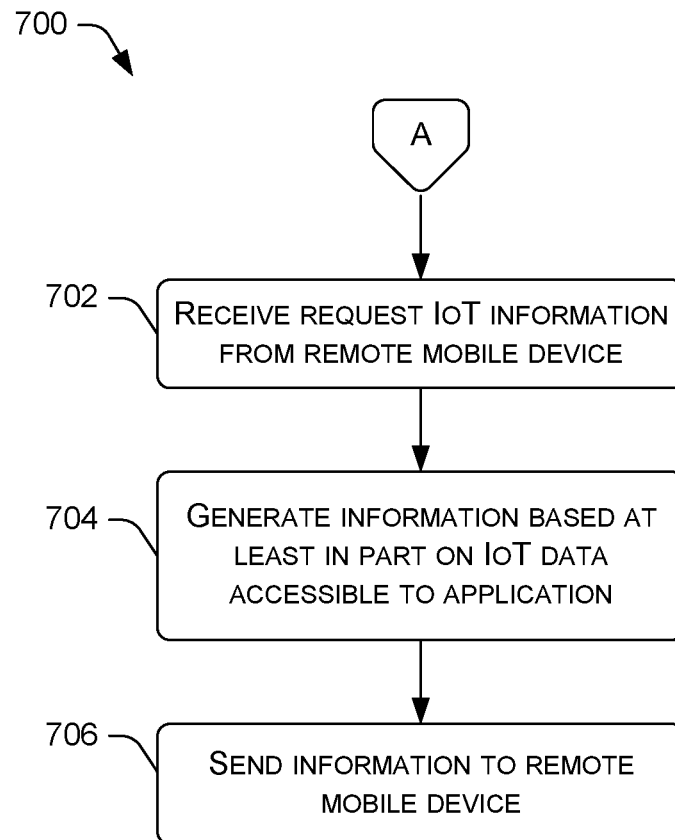 700
A
702
RECEIVE REQUEST IOT INFORMATION
FROM REMOTE MOBILE DEVICE
704
GENERATE INFORMATION BASED AT
LEAST IN PART ON IOT DATA
ACCESSIBLE TO APPLICATION
706
SEND INFORMATION TO REMOTE
MOBILE DEVICE